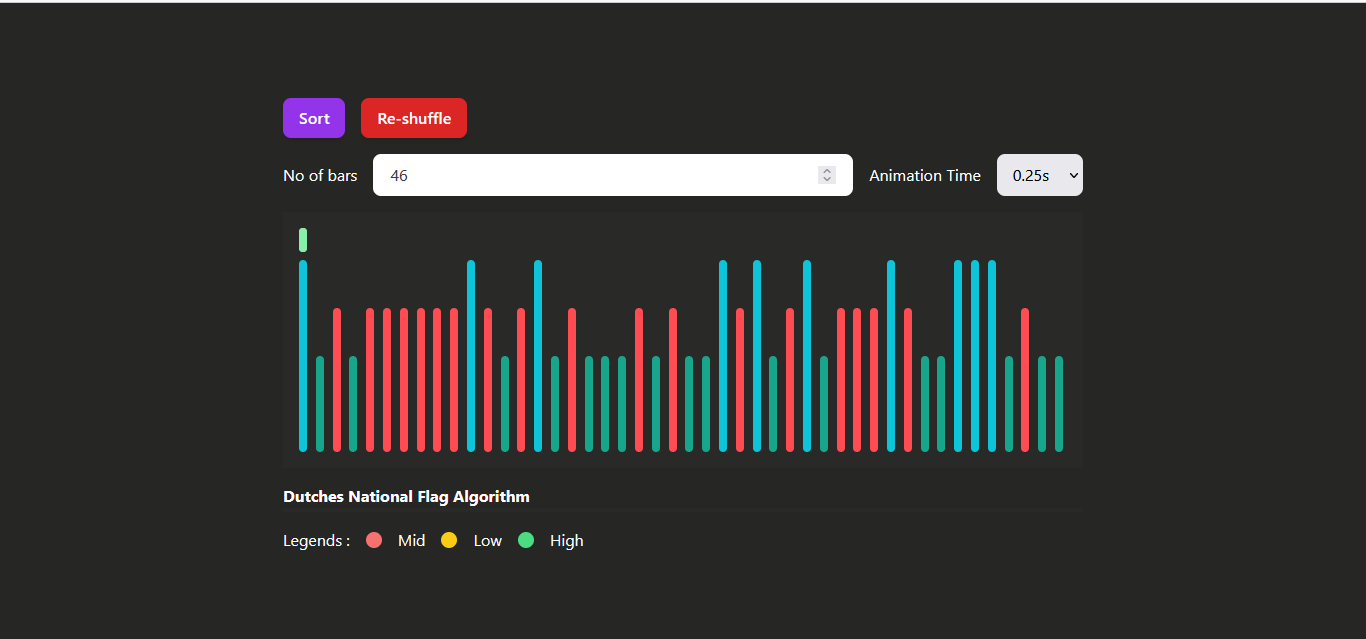 Sort Re-shuffle
No of bars 46 Animation Time 0.25s
Dutches National Flag Algorithm
Legends : Mid Low High